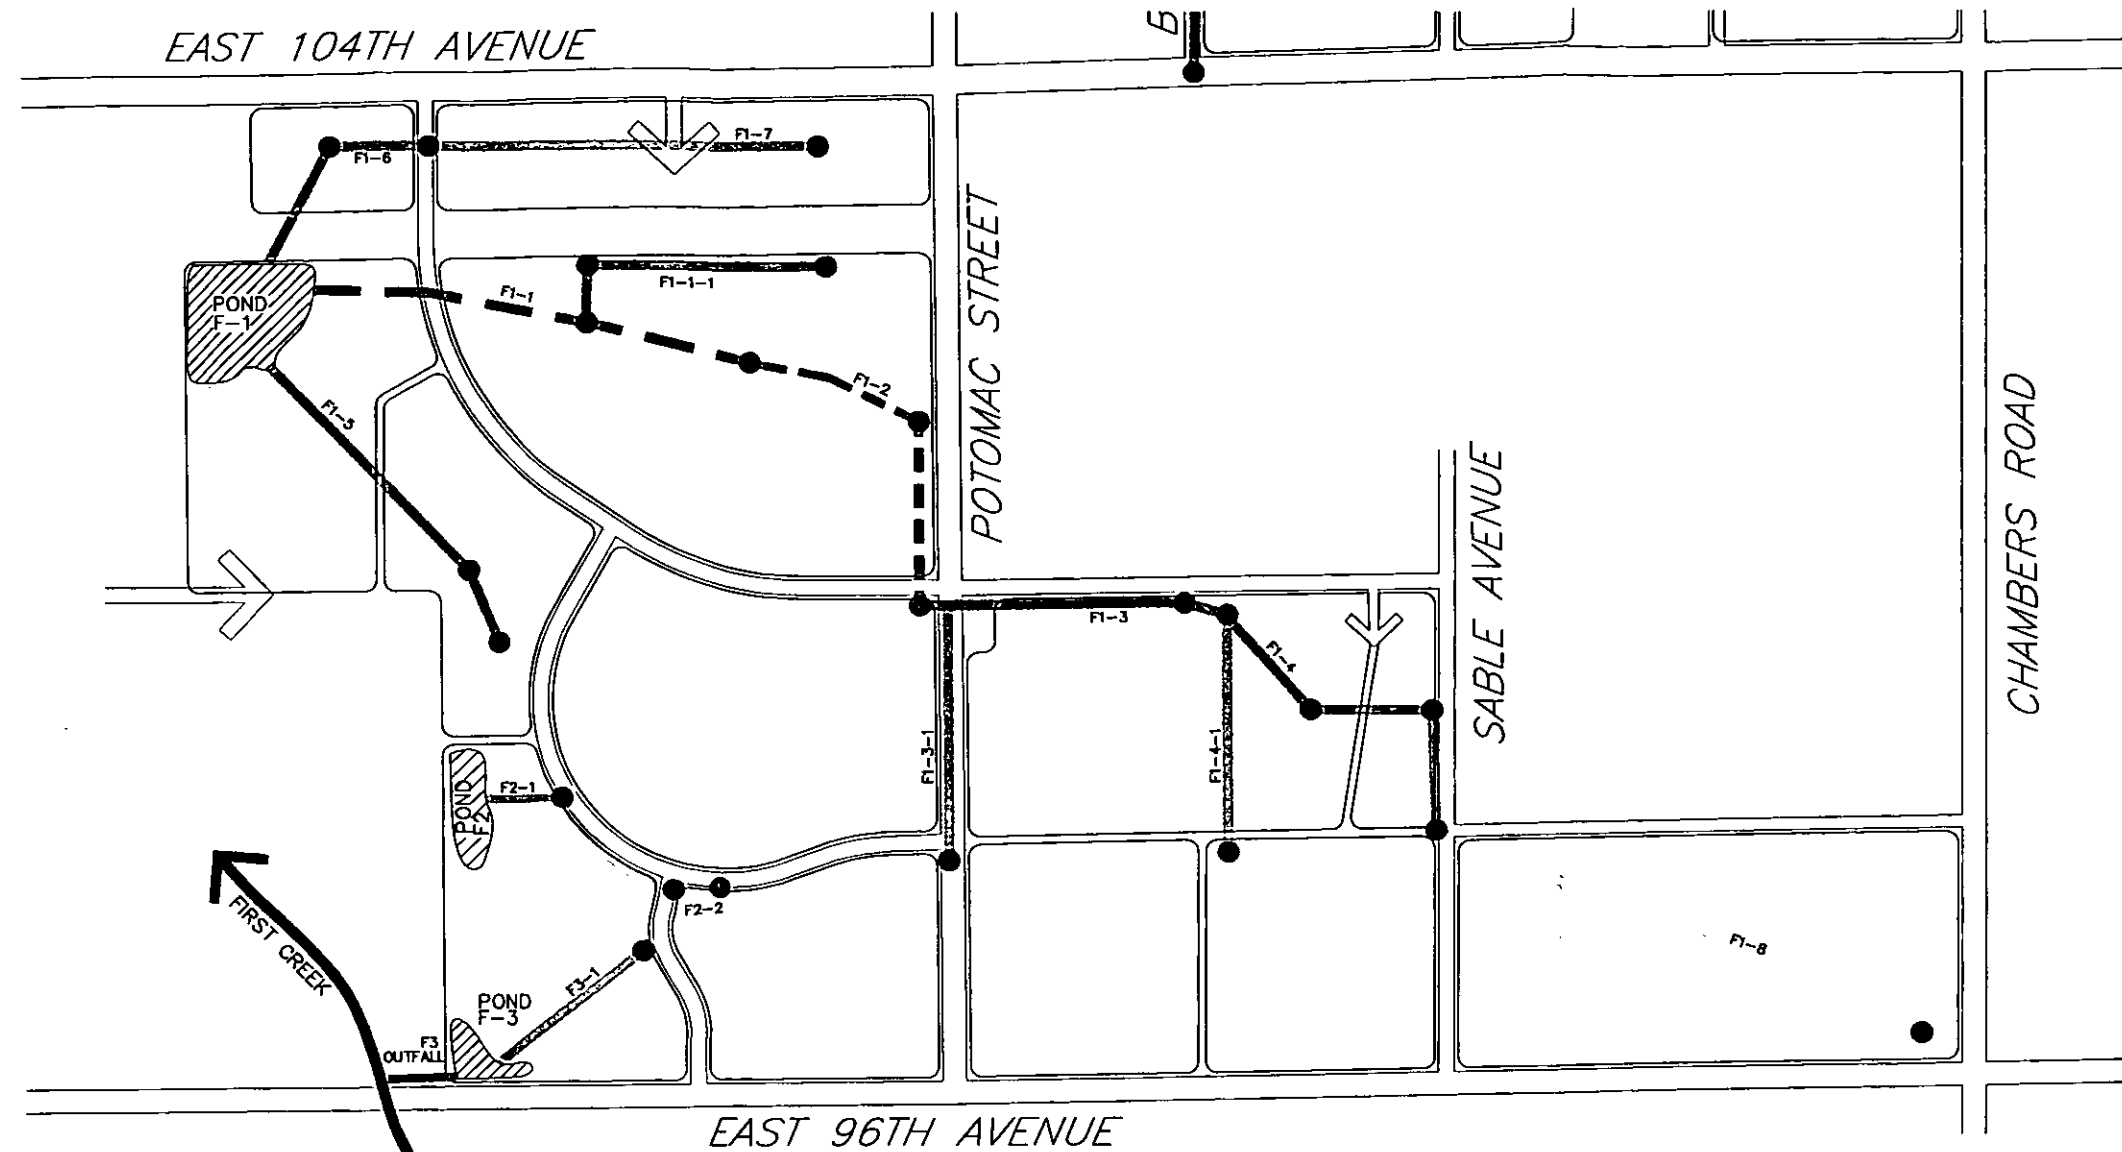 EAST 104TH AVENUE
B
F1-7
F1-6
POTOMAC STREET
F1-1-1
F1-1
POND
F-1
F1-2
CHAMBERS ROAD
F1-5
SABLE AVENUE
F1-3
F1-4
F1-3-1
F1-4-1
F2-1
POND
F2
F2-2
FIRST CREEK
F1-8
F3-1
POND
F-3
F3
OUTFALL
EAST 96TH AVENUE